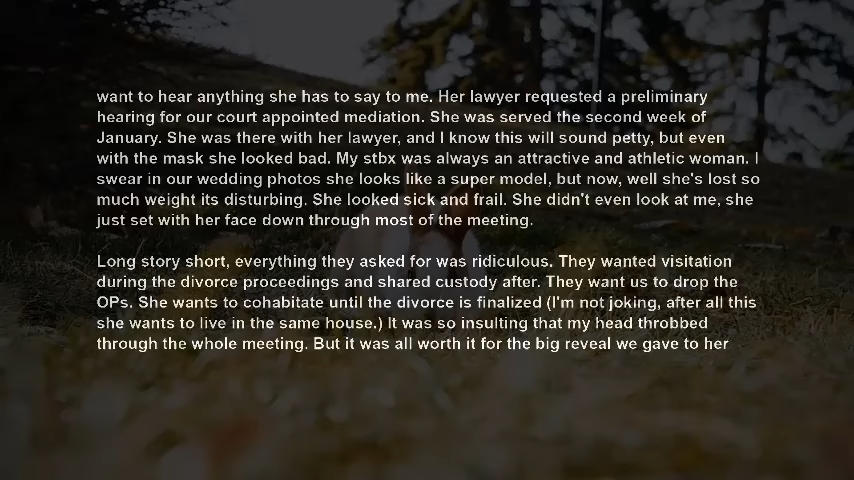 want to hear anything she has to say to me. Her lawyer requested a preliminary
hearing for our court appointed mediation. She was served the second week of
January. She was there with her lawyer, and I know this will sound petty, but even
with the mask she looked bad. My stbx was always an attractive and athletic woman. I
swear in our wedding photos she looks like a super model, but now, well she's lost so
much weight its disturbing. She looked sick and frail. She didn't even look at me, she
just set with her face down through most of the meeting.
Long story short, everything they asked for was ridiculous. They wanted visitation
during the divorce proceedings and shared custody after. They want us to drop the
OPs. She wants to cohabitate until the divorce is finalized (I'm not joking, after all this
she wants to live in the same house.) It was so insulting that my head throbbed
through the whole meeting. But it was all worth it for the big reveal we gave to her